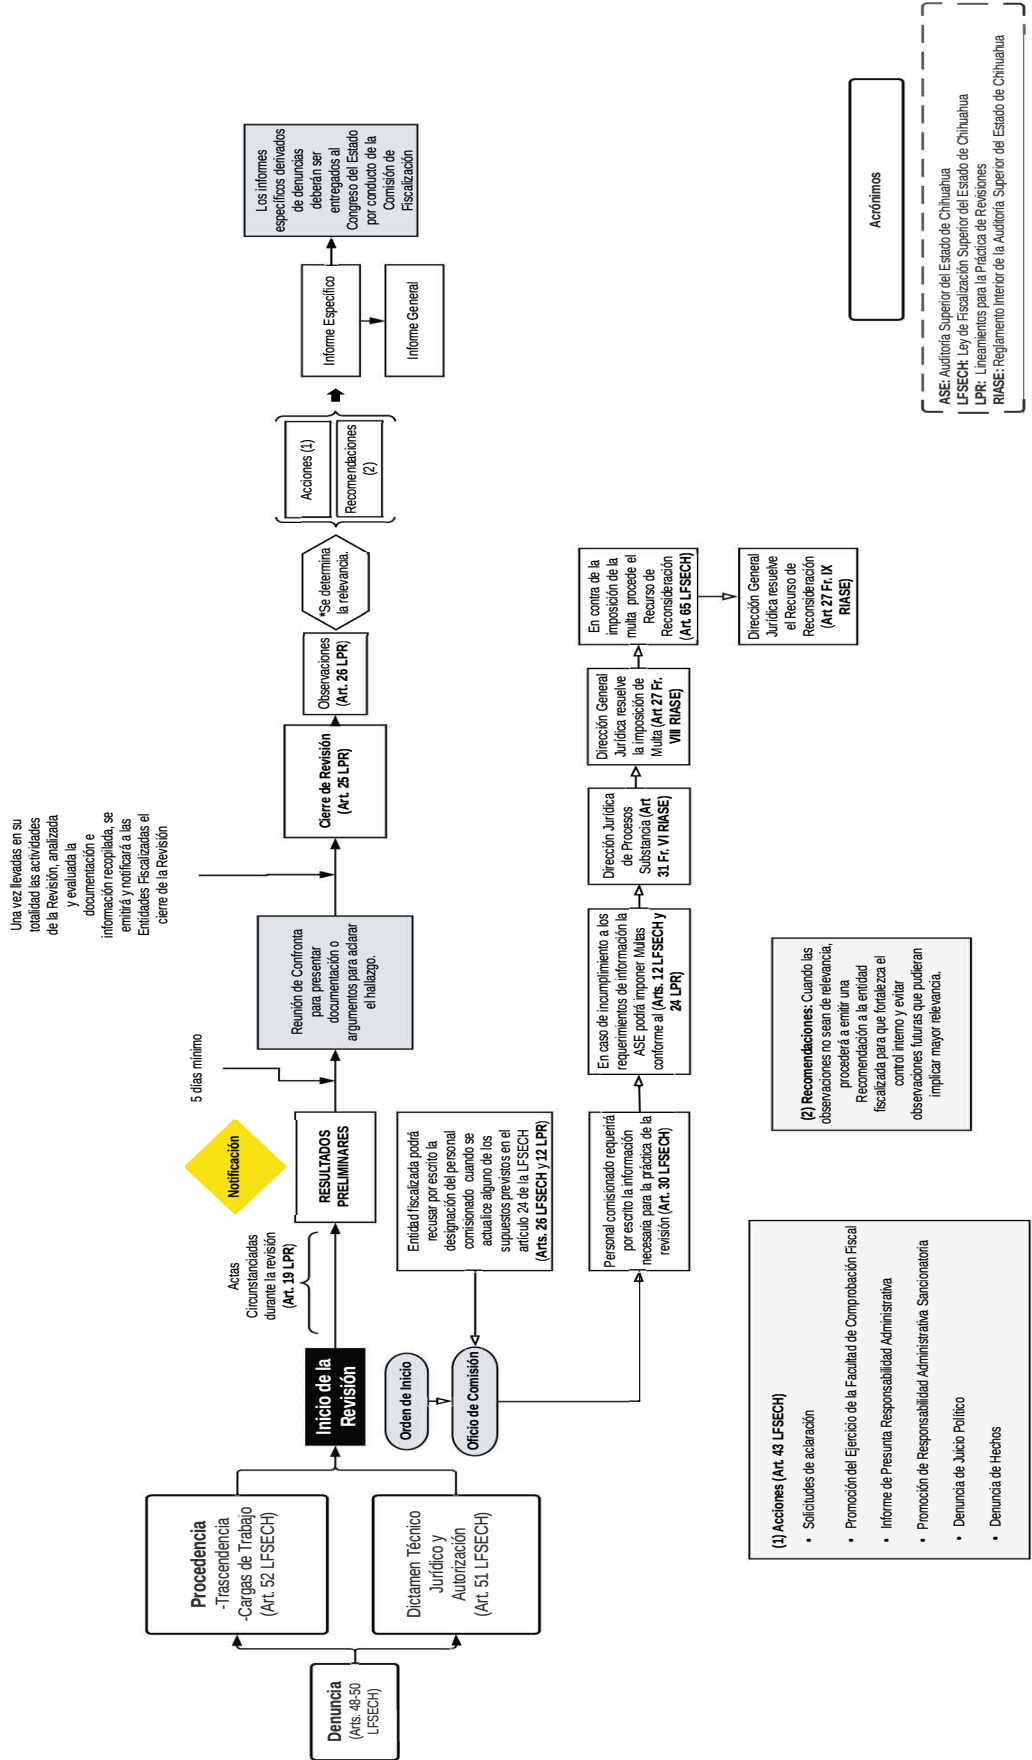 Denuncia
(Arts. 48-50
LFSECH)
Procedencia
-Trascendencia
-Cargas de Trabajo
(Art. 52 LFSECH)
Dictamen Técnico
Jurídico y
Autorización
(Art. 51 LFSECH)
Inicio de la
Revisión
Actas
Circunstanciadas
durante la revisión
(Art. 19 LPR)
Notificación
RESULTADOS
PRELIMINARES
5 días mínimo
Reunión de Confronta
para presentar
documentación o
argumentos para aclarar
el hallazgo.
Una vez llevadas en su
totalidad las actividades
de la Revisión, analizada
y evaluada la
documentación e
información recopilada, se
emitirá y notificará a las
Entidades Fiscalizadas el
cierre de la Revisión
Cierre de Revisión
(Art. 25 LPR)
Observaciones
(Art. 26 LPR)
*Se determina
la relevancia.
Acciones (1)
Recomendaciones
(2)
Informe Específico
Informe General
Los informes
específicos derivados
de denuncias
deberán ser
entregados al
Congreso del Estado
por conducto de la
Comisión de
Fiscalización
Orden de Inicio
Oficio de Comisión
Entidad fiscalizada podrá
recusar por escrito la
designación del personal
comisionado cuando se
actualice alguno de los
supuestos previstos en el
artículo 24 de la LFSECH
(Arts. 26 LFSECH y 12 LPR)
Personal comisionado requerirá
por escrito la información
necesaria para la práctica de la
revisión (Art. 30 LFSECH)
En caso de incumplimiento a los
requerimientos de información la
ASE podrá imponer Multas
conforme al (Arts. 12 LFSECH y
24 LPR)
Dirección Jurídica
de Procesos
Substancia (Art
31 Fr. VI RIASE)
Dirección General
Jurídica resuelve
la imposición de
Multa (Art 27 Fr.
VIII RIASE)
En contra de la
imposición de la
multa procede el
Recurso de
Reconsideración
(Art. 65 LFSECH)
Dirección General
Jurídica resuelve
el Recurso de
Reconsideración
(Art 27 Fr. IX
RIASE)
(1) Acciones (Art. 43 LFSECH)
• Solicitudes de aclaración
• Promoción del Ejercicio de la Facultad de Comprobación Fiscal
• Informe de Presunta Responsabilidad Administrativa
• Promoción de Responsabilidad Administrativa Sancionatoria
• Denuncia de Juicio Político
• Denuncia de Hechos
(2) Recomendaciones: Cuando las
observaciones no sean de relevancia,
procederá a emitir una
Recomendación a la entidad
fiscalizada para que fortalezca el
control interno y evitar
observaciones futuras que pudieran
implicar mayor relevancia.
Acrónimos
ASE: Auditoría Superior del Estado de Chihuahua
LFSECH: Ley de Fiscalización Superior del Estado de Chihuahua
LPR: Lineamientos para la Práctica de Revisiones
RIASE: Reglamento Interior de la Auditoría Superior del Estado de Chihuahua